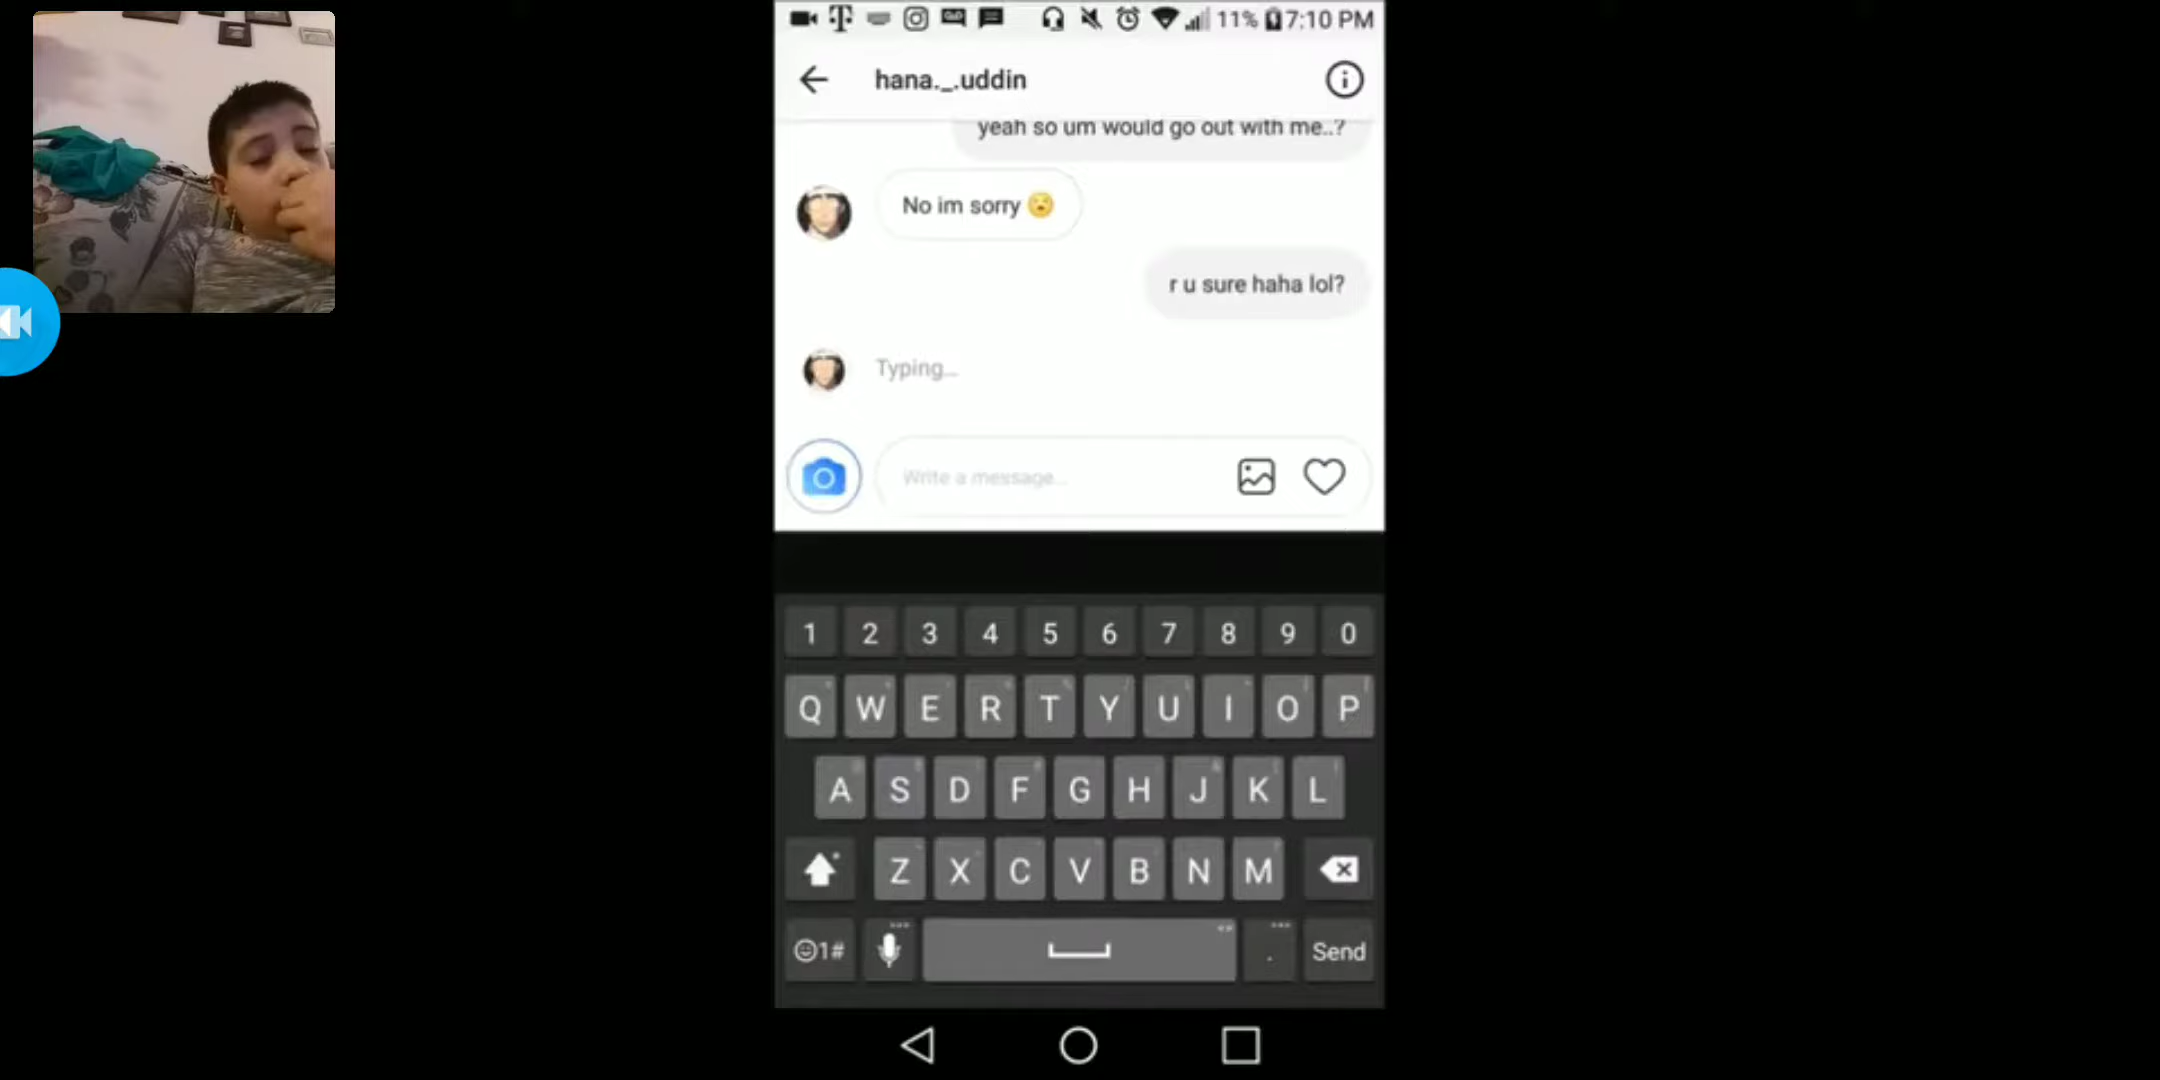 11% 7:10 PM
hana._.uddin
yeah so um would go out with me..?
No im sorry 😧
r u sure haha lol?
Typing...
Write a message...
1 2 3 4 5 6 7 8 9 0
Q W E R T Y U I O P
A S D F G H J K L
Z X C V B N M
1# . Send